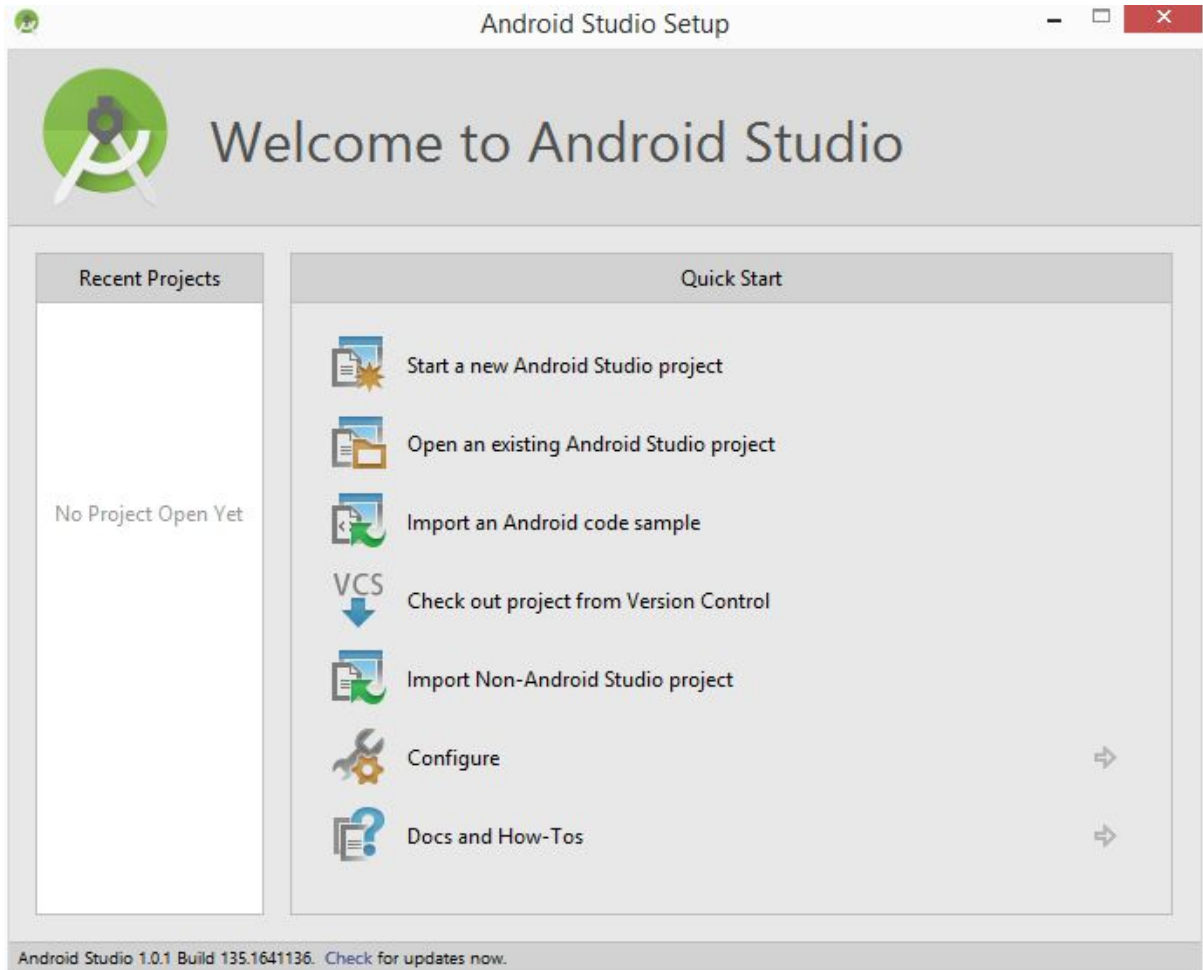 Android Studio Setup
Welcome to Android Studio
Recent Projects
No Project Open Yet
Quick Start
Start a new Android Studio project
Open an existing Android Studio project
Import an Android code sample
VCS
Check out project from Version Control
Import Non-Android Studio project
Configure
Docs and How-Tos
Android Studio 1.0.1 Build 135.1641136. Check for updates now.